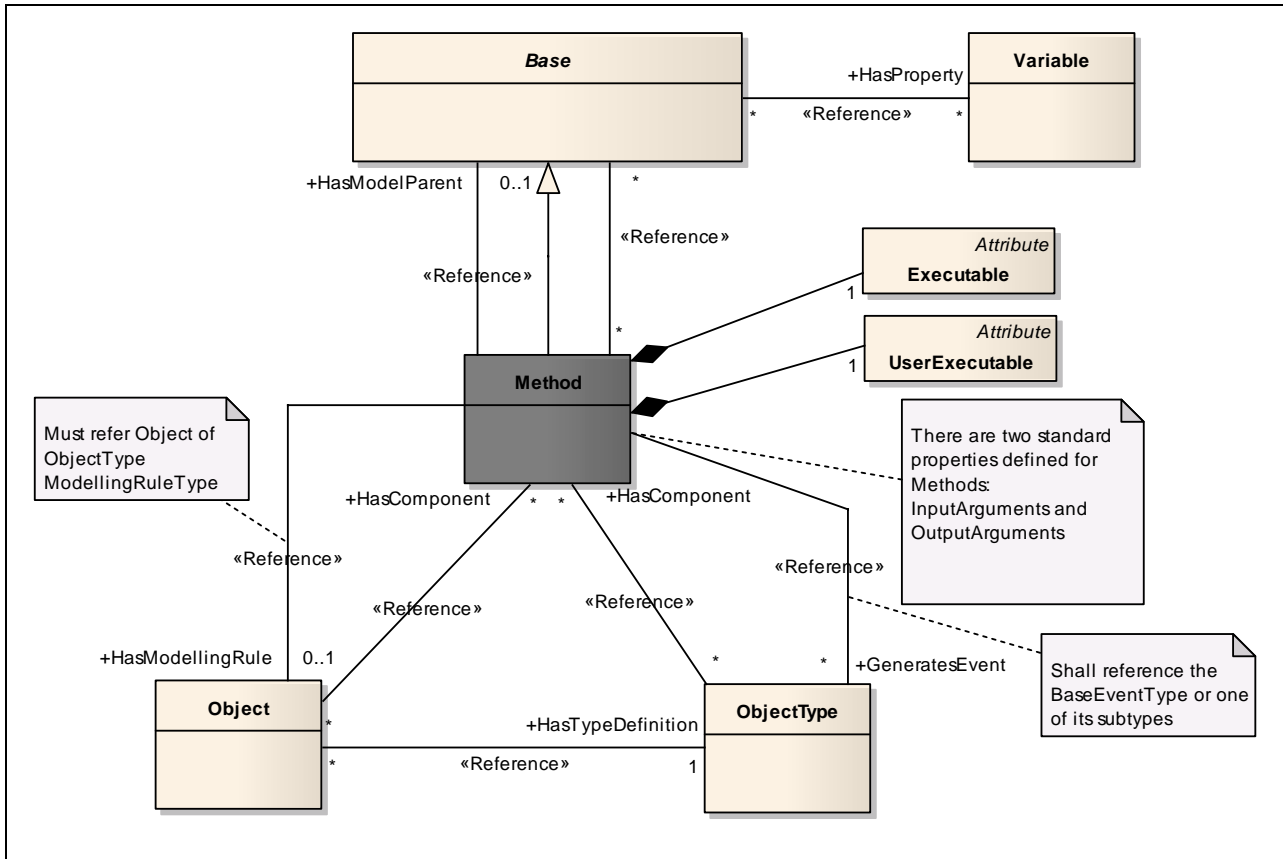 Base
Variable
+HasProperty
*
«Reference»
*
+HasModelParent
0..1
*
«Reference»
«Reference»
*
Attribute
Executable
1
Attribute
UserExecutable
1
Method
Must refer Object of
ObjectType
ModellingRuleType
There are two standard
properties defined for
Methods:
InputArguments and
OutputArguments
+HasComponent
*
*
+HasComponent
«Reference»
«Reference»
«Reference»
«Reference»
+HasModellingRule
0..1
*
*
+GeneratesEvent
Shall reference the
BaseEventType or one
of its subtypes
Object
*
+HasTypeDefinition
ObjectType
*
«Reference»
1